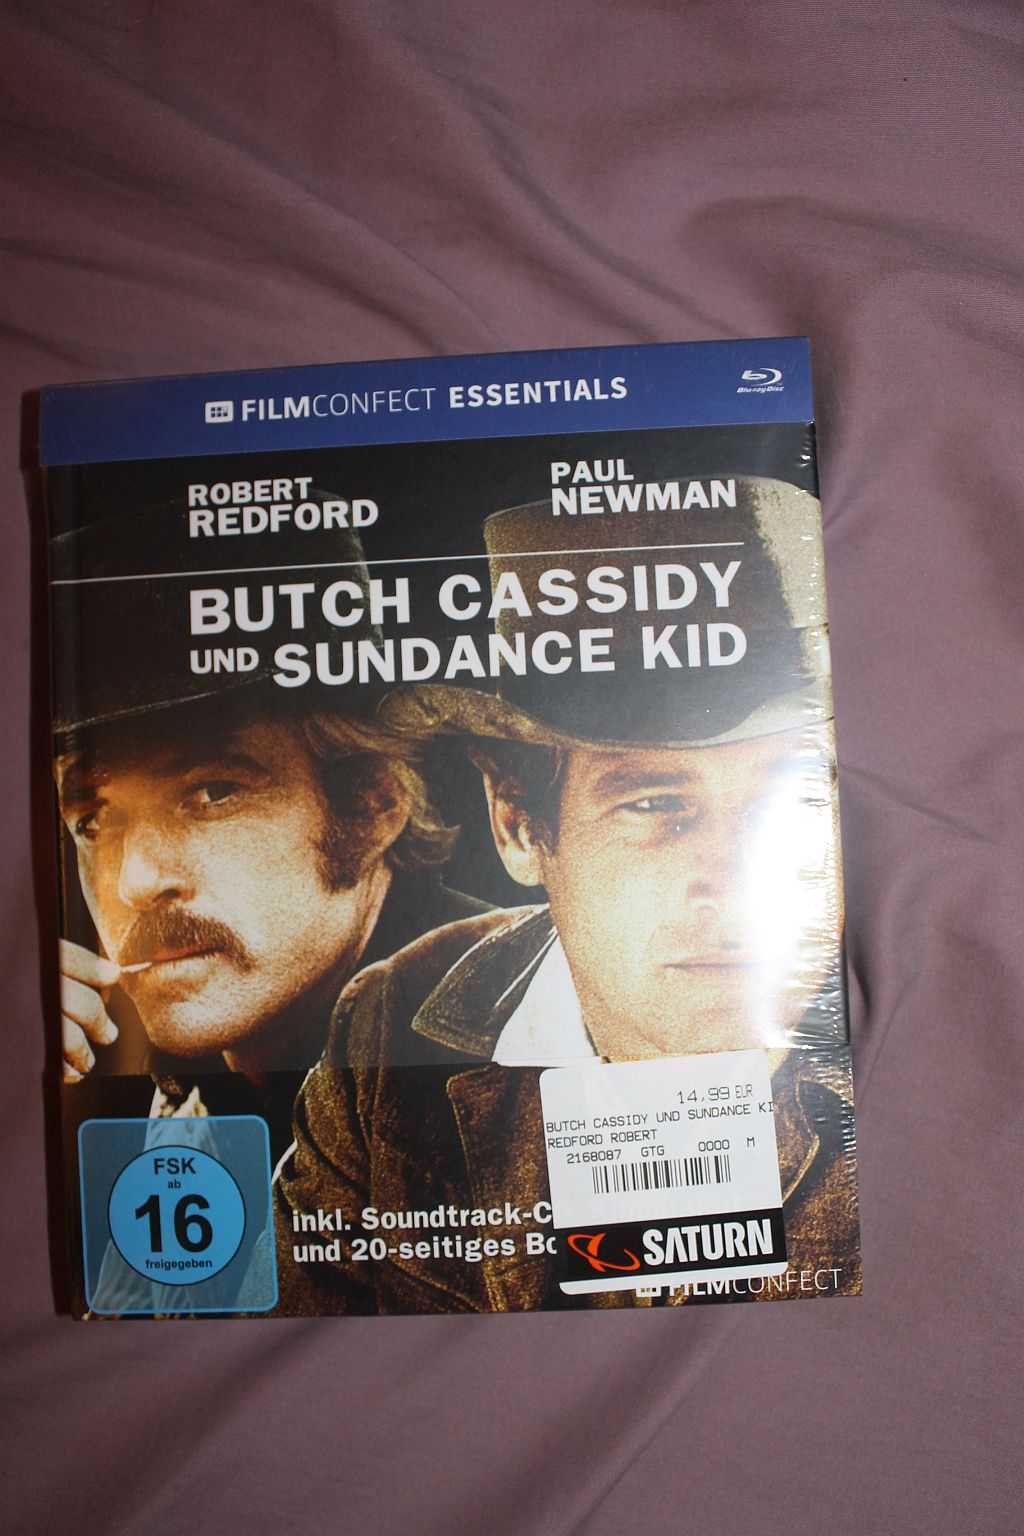 FILMCONFECT ESSENTIALS
Blu-ray Disc
ROBERT
REDFORD
PAUL
NEWMAN
BUTCH CASSIDY
UND SUNDANCE KID
14,99 EUR
BUTCH CASSIDY UND SUNDANCE KI
REDFORD ROBERT
2168087 GTG 0000 M
SATURN
FSK
ab
16
freigegeben
inkl. Soundtrack-C
und 20-seitiges Bo
FILMCONFECT